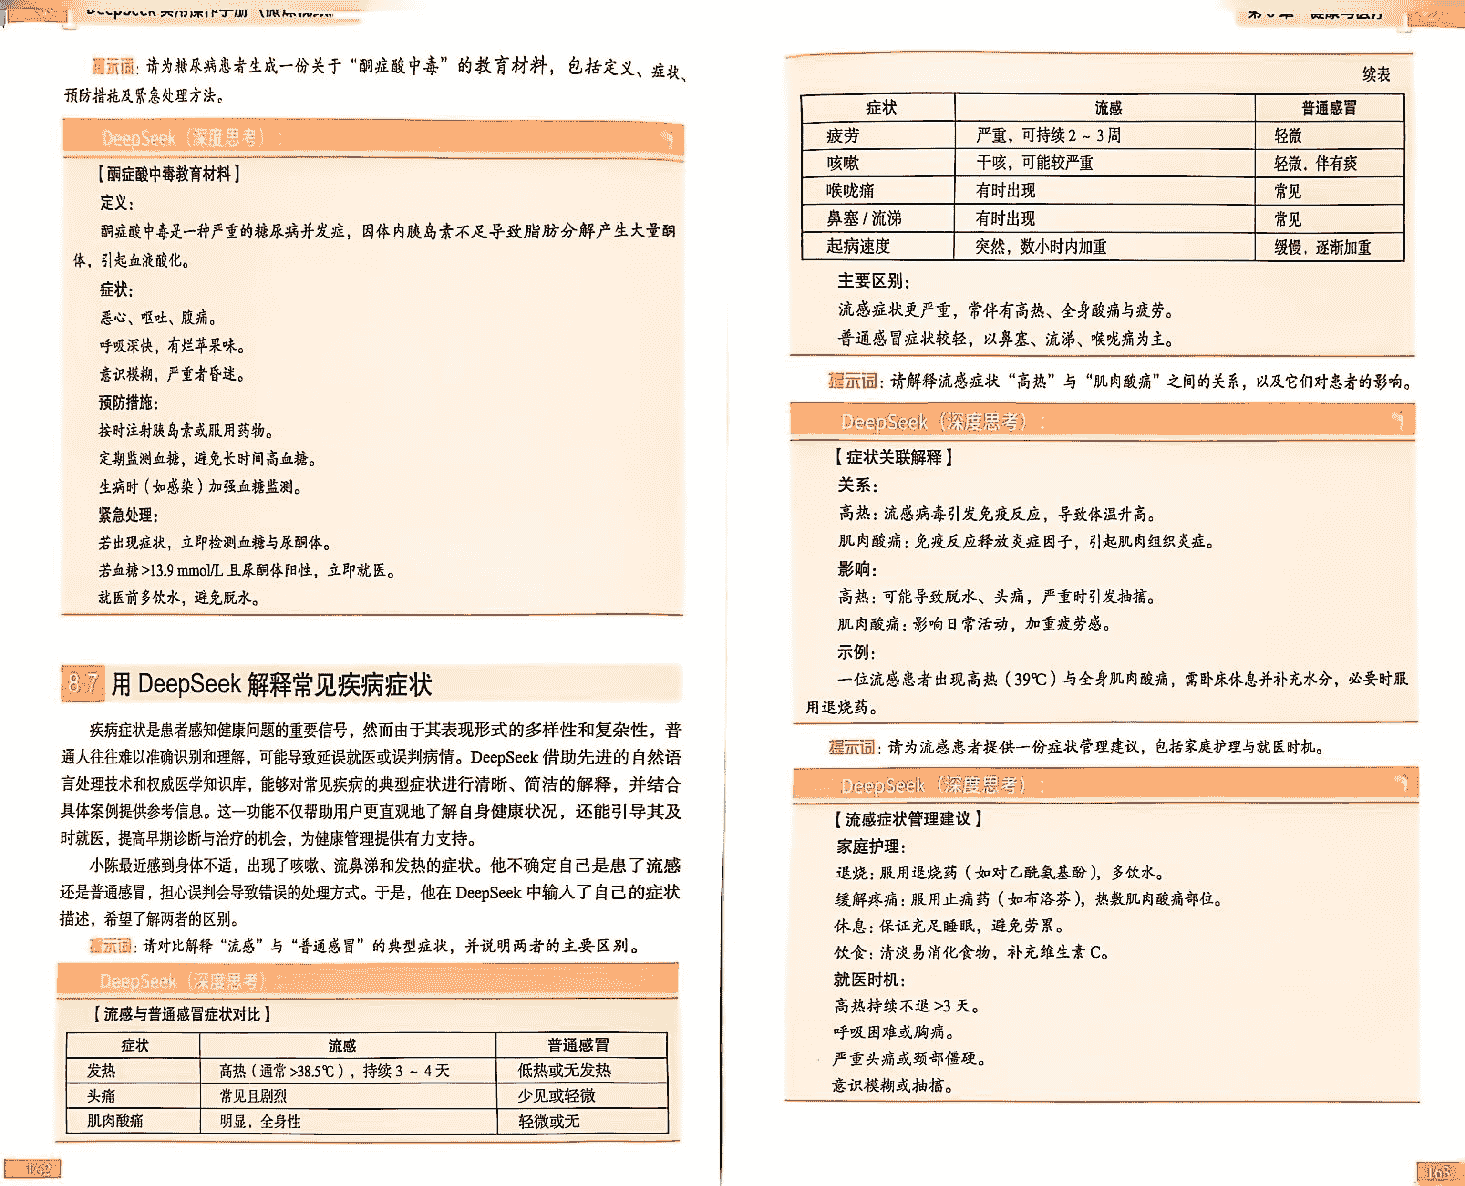 提示词：请为糖尿病患者生成一份关于“酮症酸中毒”的教育材料，包括定义、症状、
预防措施及紧急处理方法。
DeepSeek（深度思考）：
【酮症酸中毒教育材料】
定义：
酮症酸中毒是一种严重的糖尿病并发症，因体内胰岛素不足导致脂肪分解产生大量酮
体，引起血液酸化。
症状：
恶心、呕吐、腹痛。
呼吸深快，有烂苹果味。
意识模糊，严重者昏迷。
预防措施：
按时注射胰岛素或服用药物。
定期监测血糖，避免长时间高血糖。
生病时（如感染）加强血糖监测。
紧急处理：
若出现症状，立即检测血糖与尿酮体。
若血糖>13.9 mmol/L 且尿酮体阳性，立即就医。
就医前多饮水，避免脱水。
8.7 用 DeepSeek 解释常见疾病症状
疾病症状是患者感知健康问题的重要信号，然而由于其表现形式的多样性和复杂性，普
通人往往难以准确识别和理解，可能导致延误就医或误判病情。DeepSeek 借助先进的自然语
言处理技术和权威医学知识库，能够对常见疾病的典型症状进行清晰、简洁的解释，并结合
具体案例提供参考信息。这一功能不仅帮助用户更直观地了解自身健康状况，还能引导其及
时就医，提高早期诊断与治疗的机会，为健康管理提供有力支持。
小陈最近感到身体不适，出现了咳嗽、流鼻涕和发热的症状。他不确定自己是患了流感
还是普通感冒，担心误判会导致错误的处理方式。于是，他在 DeepSeek 中输入了自己的症状
描述，希望了解两者的区别。
提示词：请对比解释“流感”与“普通感冒”的典型症状，并说明两者的主要区别。
DeepSeek（深度思考）：
【流感与普通感冒症状对比】
症状 流感 普通感冒
发热 高热（通常>38.5℃），持续 3 ~ 4 天 低热或无发热
头痛 常见且剧烈 少见或轻微
肌肉酸痛 明显，全身性 轻微或无
162
续表
症状 流感 普通感冒
疲劳 严重，可持续 2 ~ 3 周 轻微
咳嗽 干咳，可能较严重 轻微，伴有痰
喉咙痛 有时出现 常见
鼻塞 / 流涕 有时出现 常见
起病速度 突然，数小时内加重 缓慢，逐渐加重
主要区别：
流感症状更严重，常伴有高热、全身酸痛与疲劳。
普通感冒症状较轻，以鼻塞、流涕、喉咙痛为主。
提示词：请解释流感症状“高热”与“肌肉酸痛”之间的关系，以及它们对患者的影响。
DeepSeek（深度思考）：
【症状关联解释】
关系：
高热：流感病毒引发免疫反应，导致体温升高。
肌肉酸痛：免疫反应释放炎症因子，引起肌肉组织炎症。
影响：
高热：可能导致脱水、头痛，严重时引发抽搐。
肌肉酸痛：影响日常活动，加重疲劳感。
示例：
一位流感患者出现高热（39℃）与全身肌肉酸痛，需卧床休息并补充水分，必要时服
用退烧药。
提示词：请为流感患者提供一份症状管理建议，包括家庭护理与就医时机。
DeepSeek（深度思考）：
【流感症状管理建议】
家庭护理：
退烧：服用退烧药（如对乙酰氨基酚），多饮水。
缓解疼痛：服用止痛药（如布洛芬），热敷肌肉酸痛部位。
休息：保证充足睡眠，避免劳累。
饮食：清淡易消化食物，补充维生素 C。
就医时机：
高热持续不退 >3 天。
呼吸困难或胸痛。
严重头痛或颈部僵硬。
意识模糊或抽搐。
163